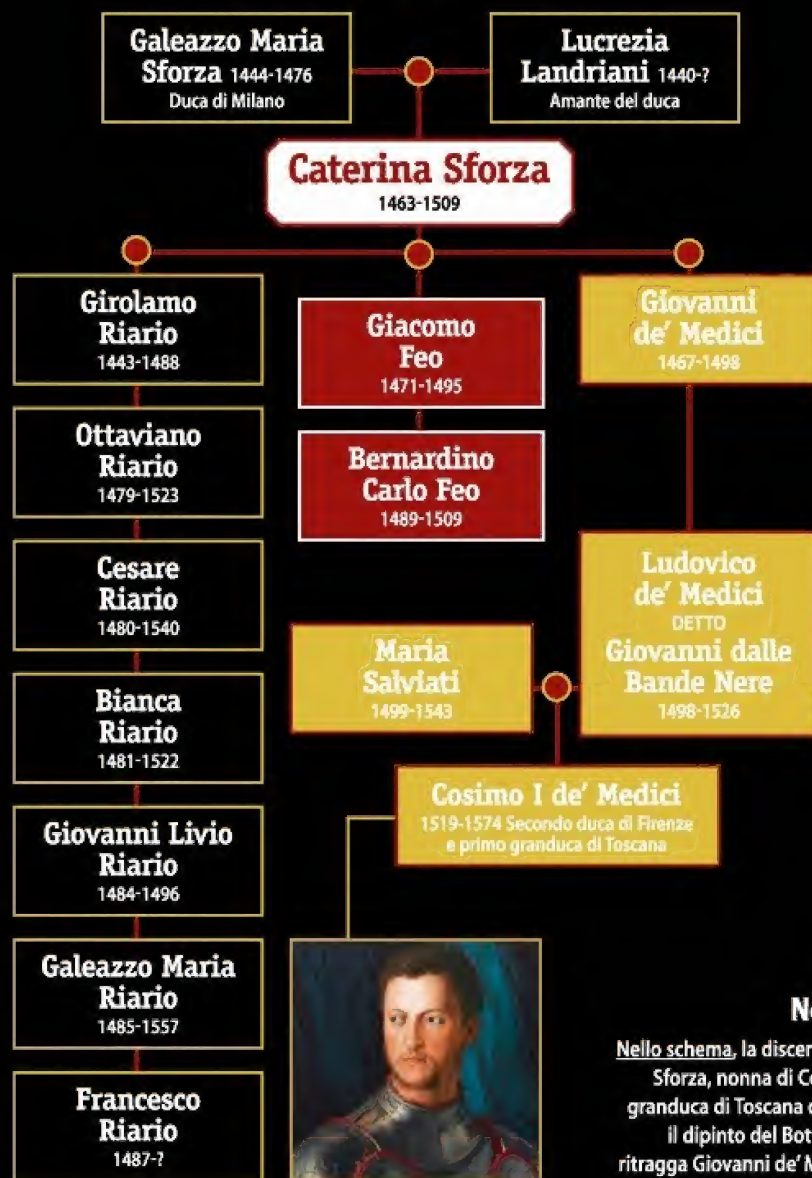 Galeazzo Maria
Sforza 1444-1476
Duca di Milano
Lucrezia
Landriani 1440-?
Amante del duca
Caterina Sforza
1463-1509
Girolamo
Riario
1443-1488
Ottaviano
Riario
1479-1523
Cesare
Riario
1480-1540
Bianca
Riario
1481-1522
Giovanni Livio
Riario
1484-1496
Galeazzo Maria
Riario
1485-1557
Francesco
Riario
1487-?
Giacomo
Feo
1471-1495
Bernardino
Carlo Feo
1489-1509
Giovanni
de' Medici
1467-1498
Ludovico
de' Medici
DETTO
Giovanni dalle
Bande Nere
1498-1526
Maria
Salviati
1499-1543
Cosimo I de' Medici
1519-1574 Secondo duca di Firenze
e primo granduca di Toscana
Nello schema, la
Sforza, nonna di
granduca di Toscana
il dipinto del
ritragga Giovanni de'